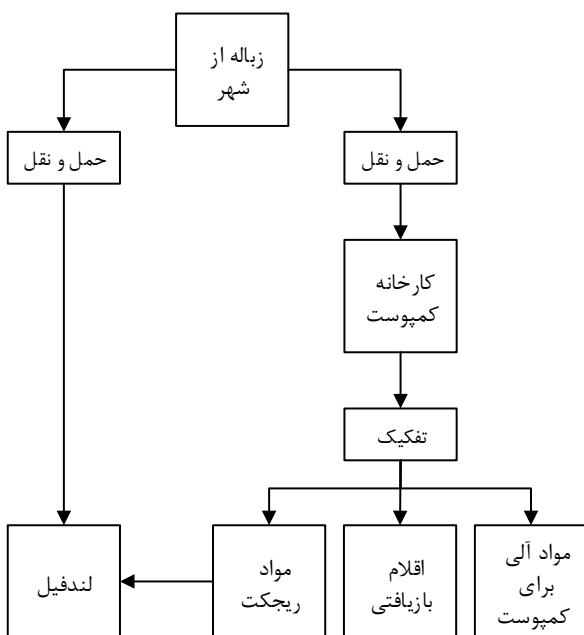 زباله از
شهر
حمل و نقل
حمل و نقل
کارخانه
کمپوست
تفکیک
مواد آلی
برای
کمپوست
اقلام
بازیافتی
مواد
ریجکت
لندفیل